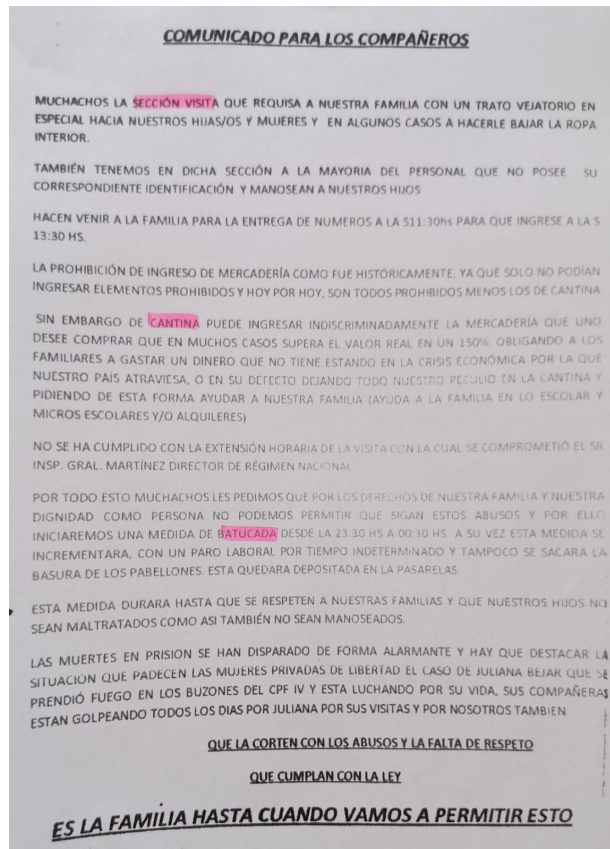 COMUNICADO PARA LOS COMPAÑEROS
MUCHACHOS LA SECCIÓN VISITA QUE REQUISA A NUESTRA FAMILIA CON UN TRATO VEJATORIO EN
ESPECIAL HACIA NUESTROS HIJAS/OS Y MUJERES Y EN ALGUNOS CASOS A HACERLE BAJAR LA ROPA
INTERIOR.
TAMBIÉN TENEMOS EN DICHA SECCIÓN A LA MAYORIA DEL PERSONAL QUE NO POSEE SU
CORRESPONDIENTE IDENTIFICACIÓN Y MANOSEAN A NUESTROS HIJOS
HACEN VENIR A LA FAMILIA PARA LA ENTREGA DE NUMEROS A LA S11:30hs PARA QUE INGRESE A LA S
13:30 HS.
LA PROHIBICIÓN DE INGRESO DE MERCADERÍA COMO FUE HISTÓRICAMENTE, YA QUE SOLO NO PODÍAN
INGRESAR ELEMENTOS PROHIBIDOS Y HOY POR HOY, SON TODOS PROHIBIDOS MENOS LOS DE CANTINA
SIN EMBARGO DE CANTINA PUEDE INGRESAR INDISCRIMINADAMENTE LA MERCADERÍA QUE UNO
DESEE COMPRAR QUE EN MUCHOS CASOS SUPERA EL VALOR REAL EN UN 150%. OBLIGANDO A LOS
FAMILIARES A GASTAR UN DINERO QUE NO TIENE ESTANDO EN LA CRISIS ECONÓMICA POR LA QUE
NUESTRO PAÍS ATRAVIESA, O EN SU DEFECTO DEJANDO TODO NUESTRO PECULIO EN LA CANTINA Y
PIDIENDO DE ESTA FORMA AYUDAR A NUESTRA FAMILIA (AYUDA A LA FAMILIA EN LO ESCOLAR Y
MICROS ESCOLARES Y/O ALQUILERES)
NO SE HA CUMPLIDO CON LA EXTENSIÓN HORARIA DE LA VISITA CON LA CUAL SE COMPROMETIÓ EL SR
INSP. GRAL. MARTÍNEZ DIRECTOR DE RÉGIMEN NACIONAL
POR TODO ESTO MUCHACHOS LES PEDIMOS QUE POR LOS DERECHOS DE NUESTRA FAMILIA Y NUESTRA
DIGNIDAD COMO PERSONA NO PODEMOS PERMITIR QUE SIGAN ESTOS ABUSOS Y POR ELLO
INICIAREMOS UNA MEDIDA DE BATUCADA DESDE LA 23:30 HS A 00:30 HS A SU VEZ ESTA MEDIDA SE
INCREMENTARA, CON UN PARO LABORAL POR TIEMPO INDETERMINADO Y TAMPOCO SE SACARA LA
BASURA DE LOS PABELLONES. ESTA QUEDARA DEPOSITADA EN LA PASARELAS.
ESTA MEDIDA DURARA HASTA QUE SE RESPETEN A NUESTRAS FAMILIAS Y QUE NUESTROS HIJOS NO
SEAN MALTRATADOS COMO ASI TAMBIÉN NO SEAN MANOSEADOS.
LAS MUERTES EN PRISION SE HAN DISPARADO DE FORMA ALARMANTE Y HAY QUE DESTACAR LA
SITUACIÓN QUE PADECEN LAS MUJERES PRIVADAS DE LIBERTAD EL CASO DE JULIANA BEJAR QUE SE
PRENDIÓ FUEGO EN LOS BUZONES DEL CPF IV Y ESTA LUCHANDO POR SU VIDA, SUS COMPAÑERAS
ESTAN GOLPEANDO TODOS LOS DIAS POR JULIANA POR SUS VISITAS Y POR NOSOTROS TAMBIEN
QUE LA CORTEN CON LOS ABUSOS Y LA FALTA DE RESPETO
QUE CUMPLAN CON LA LEY
ES LA FAMILIA HASTA CUANDO VAMOS A PERMITIR ESTO